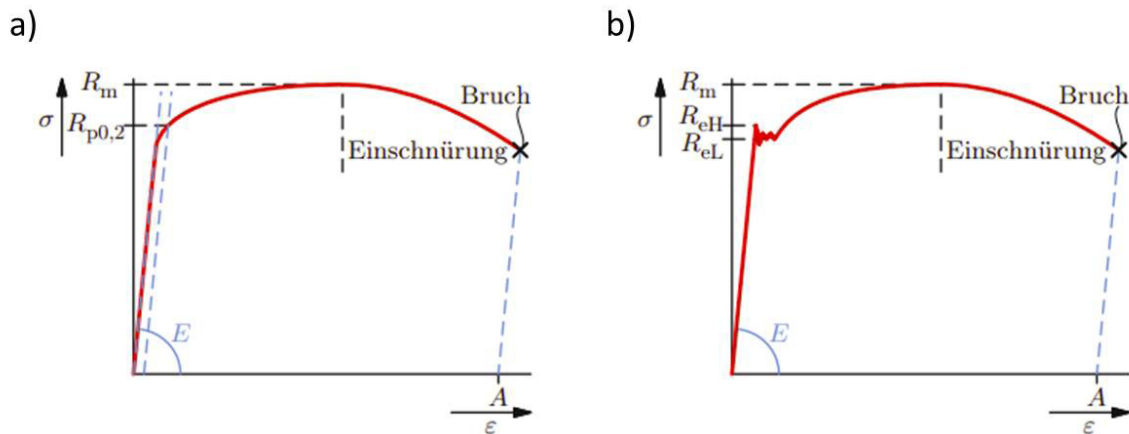 a)
R_m
σ
R_p0,2
Bruch
Einschnürung
E
A
ε
b)
R_m
σ
R_eH
R_eL
Bruch
Einschnürung
E
A
ε